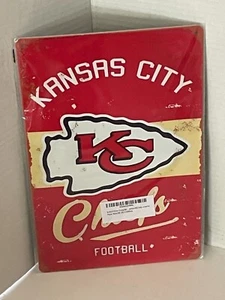 KANSAS CITY
KC
Chiefs
FOOTBALL